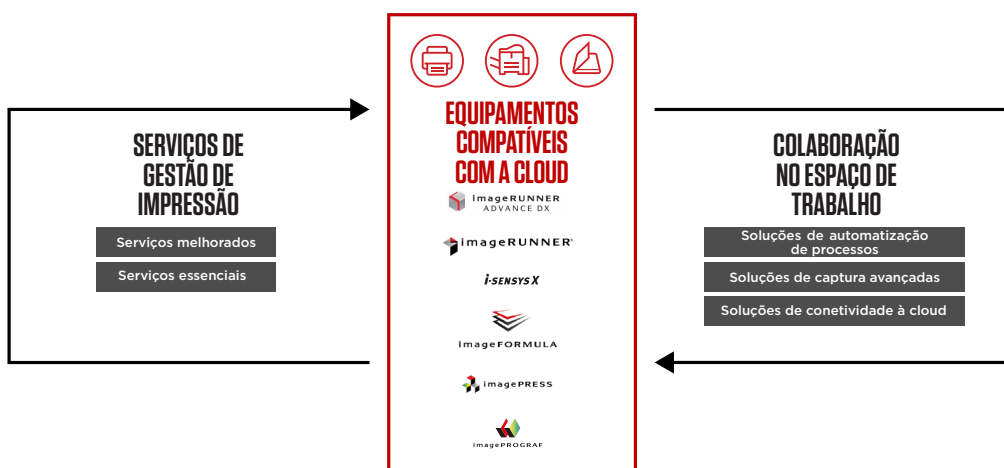 SERVIÇOS DE
GESTÃO DE
IMPRESSÃO
Serviços melhorados
Serviços essenciais
EQUIPAMENTOS
COMPATÍVEIS
COM A CLOUD
imageRUNNER
ADVANCE DX
imageRUNNER®
i-SENSYS X
imageFORMULA
imagePRESS
imagePROGRAF
COLABORAÇÃO
NO ESPAÇO DE
TRABALHO
Soluções de automatização
de processos
Soluções de captura avançadas
Soluções de conetividade à cloud